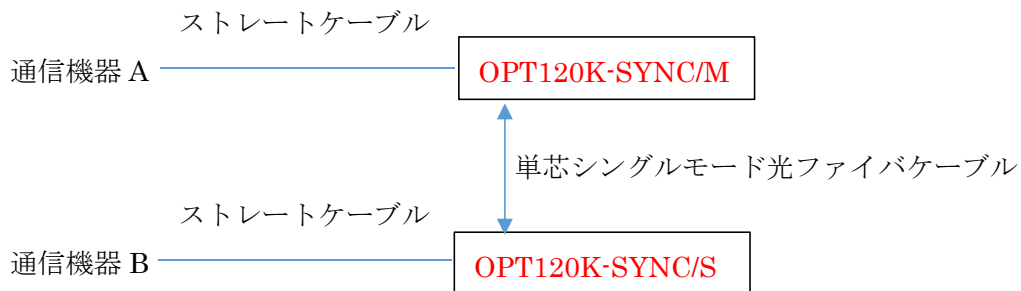 ストレートケーブル
通信機器 A
OPT120K-SYNC/M
単芯シングルモード光ファイバケーブル
ストレートケーブル
通信機器 B
OPT120K-SYNC/S